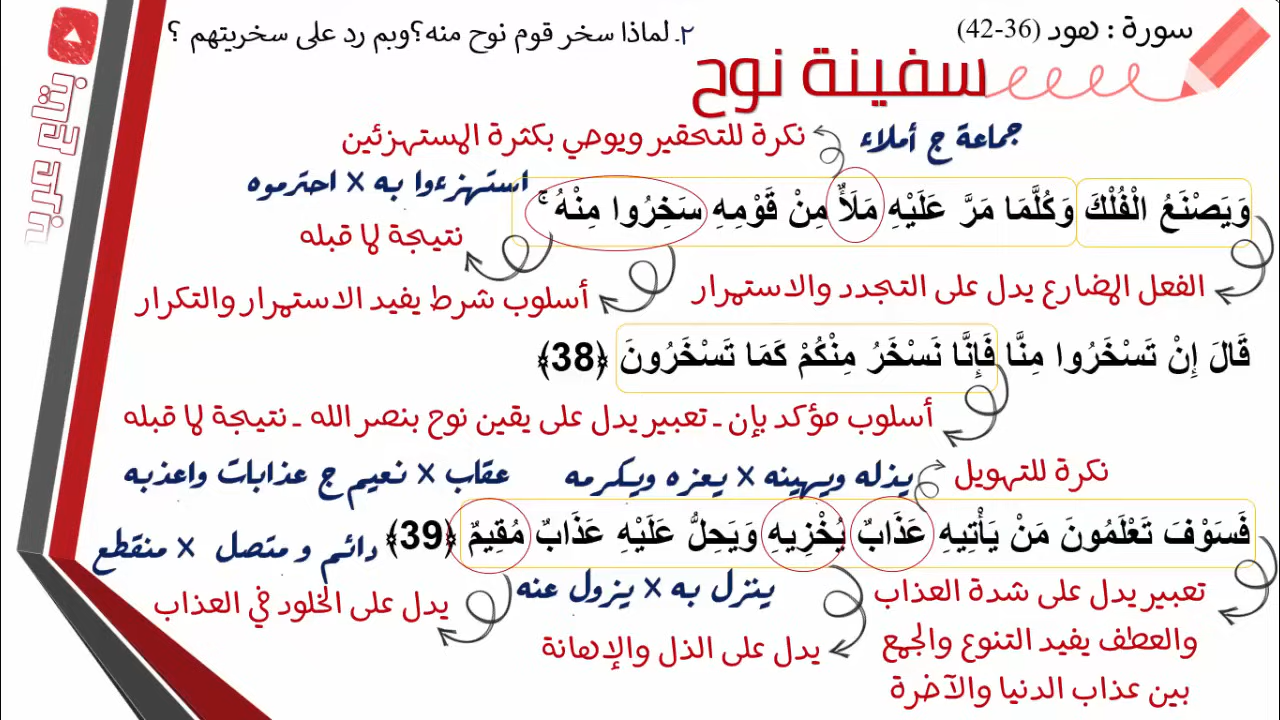 سورة : هود (36-42)
٢. لماذا سخر قوم نوح منه؟وبم رد على سخريتهم ؟
سفينة نوح
جماعة ج أملاء
نكرة للتحقير ويوحي بكثرة المستهزئين
استهزءوا به × احترموه
وَيَصْنَعُ الْفُلْكَ وَكُلَّمَا مَرَّ عَلَيْهِ مَلَأٌ مِنْ قَوْمِهِ سَخِرُوا مِنْهُ ۚ
نتيجة لما قبله
الفعل المضارع يدل على التجدد والاستمرار
أسلوب شرط يفيد الاستمرار والتكرار
قَالَ إِنْ تَسْخَرُوا مِنَّا فَإِنَّا نَسْخَرُ مِنْكُمْ كَمَا تَسْخَرُونَ ﴿38﴾
أسلوب مؤكد بإن ـ تعبير يدل على يقين نوح بنصر الله ـ نتيجة لما قبله
نكرة للتهويل
يذله ويهينه × يعزه ويكرمه
عقاب × نعيم ج عذابات واعذبه
فَسَوْفَ تَعْلَمُونَ مَنْ يَأْتِيهِ عَذَابٌ يُخْزِيهِ وَيَحِلُّ عَلَيْهِ عَذَابٌ مُقِيمٌ ﴿39﴾
دائم و متصل × منقطع
ينزل به × يزول عنه
تعبير يدل على شدة العذاب
والعطف يفيد التنوع والجمع
بين عذاب الدنيا والآخرة
يدل على الذل والإهانة
يدل على الخلود في العذاب